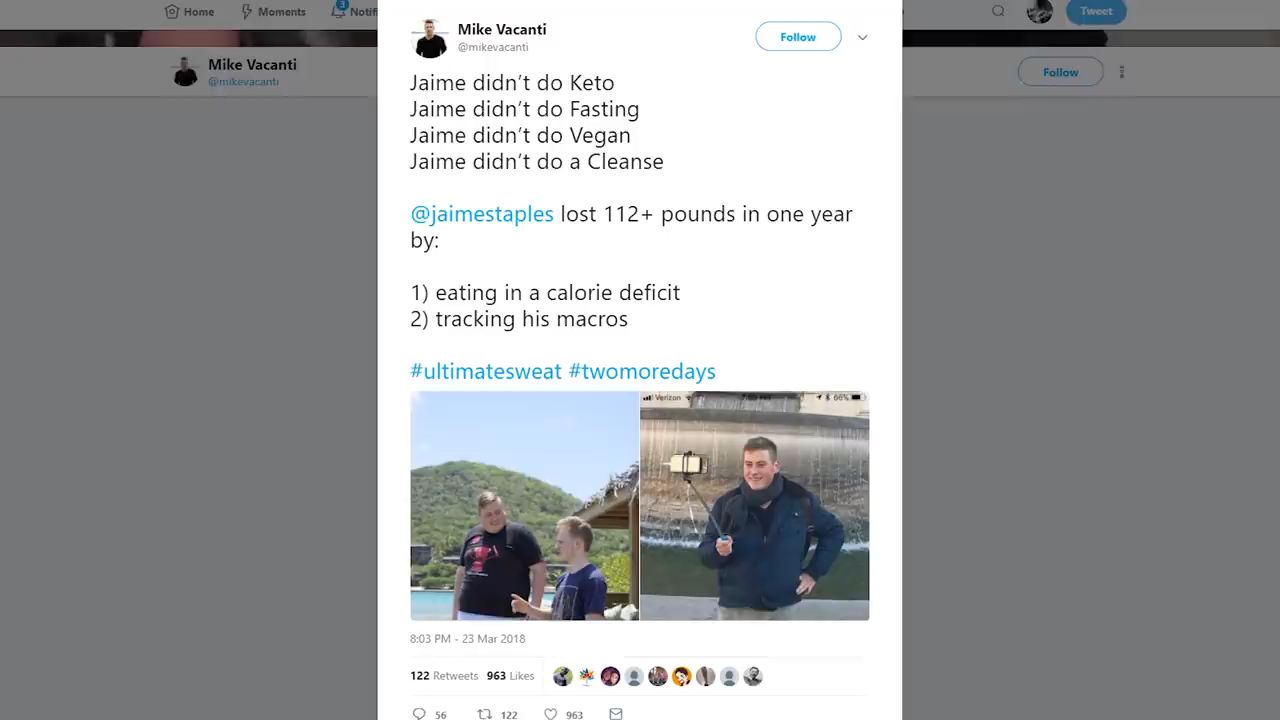 Home Moments Notifi Tweet
Mike Vacanti
@mikevacanti
Follow
Mike Vacanti
@mikevacanti
Follow
Jaime didn't do Keto
Jaime didn't do Fasting
Jaime didn't do Vegan
Jaime didn't do a Cleanse
@jaimestaples lost 112+ pounds in one year
by:
1) eating in a calorie deficit
2) tracking his macros
#ultimatesweat #twomoredays
Verizon 66%
8:03 PM - 23 Mar 2018
122 Retweets 963 Likes
56 122 963